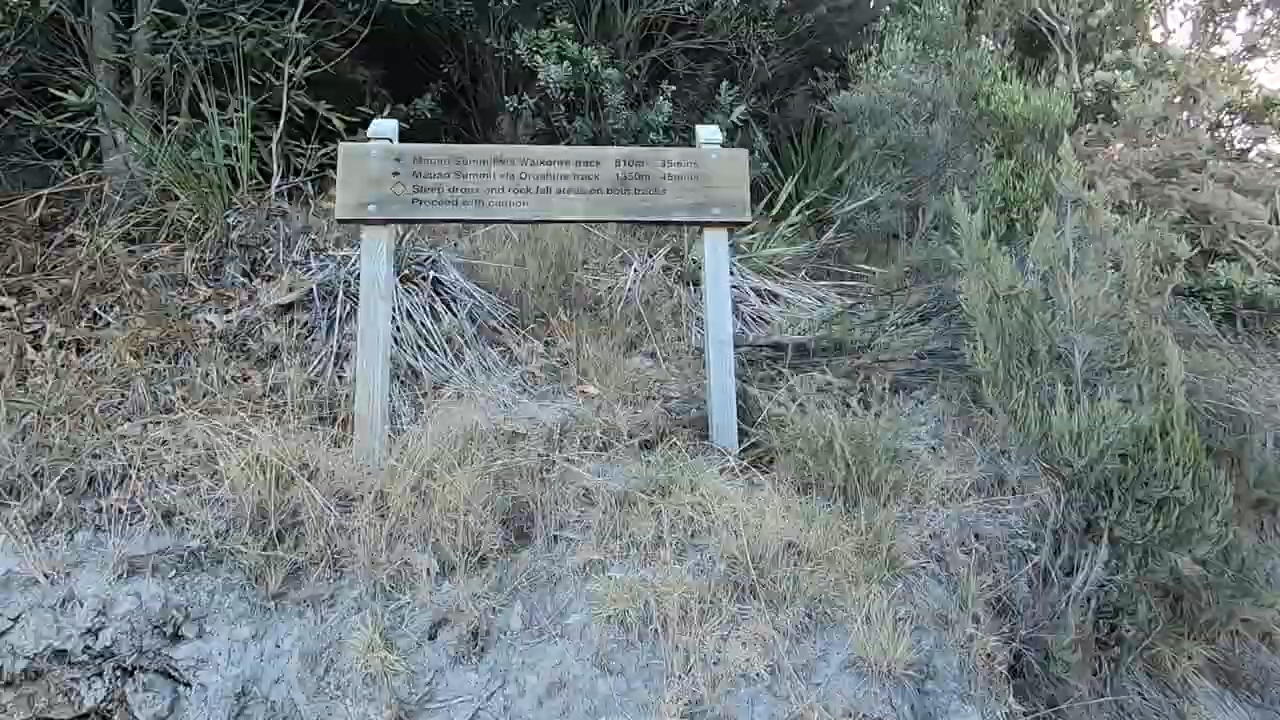 Mauao Summit via Waikorire track 810m 35mins
Mauao Summit via Oruahine track 1350m 45mins
Steep drops and rock fall areas on both tracks
Proceed with caution